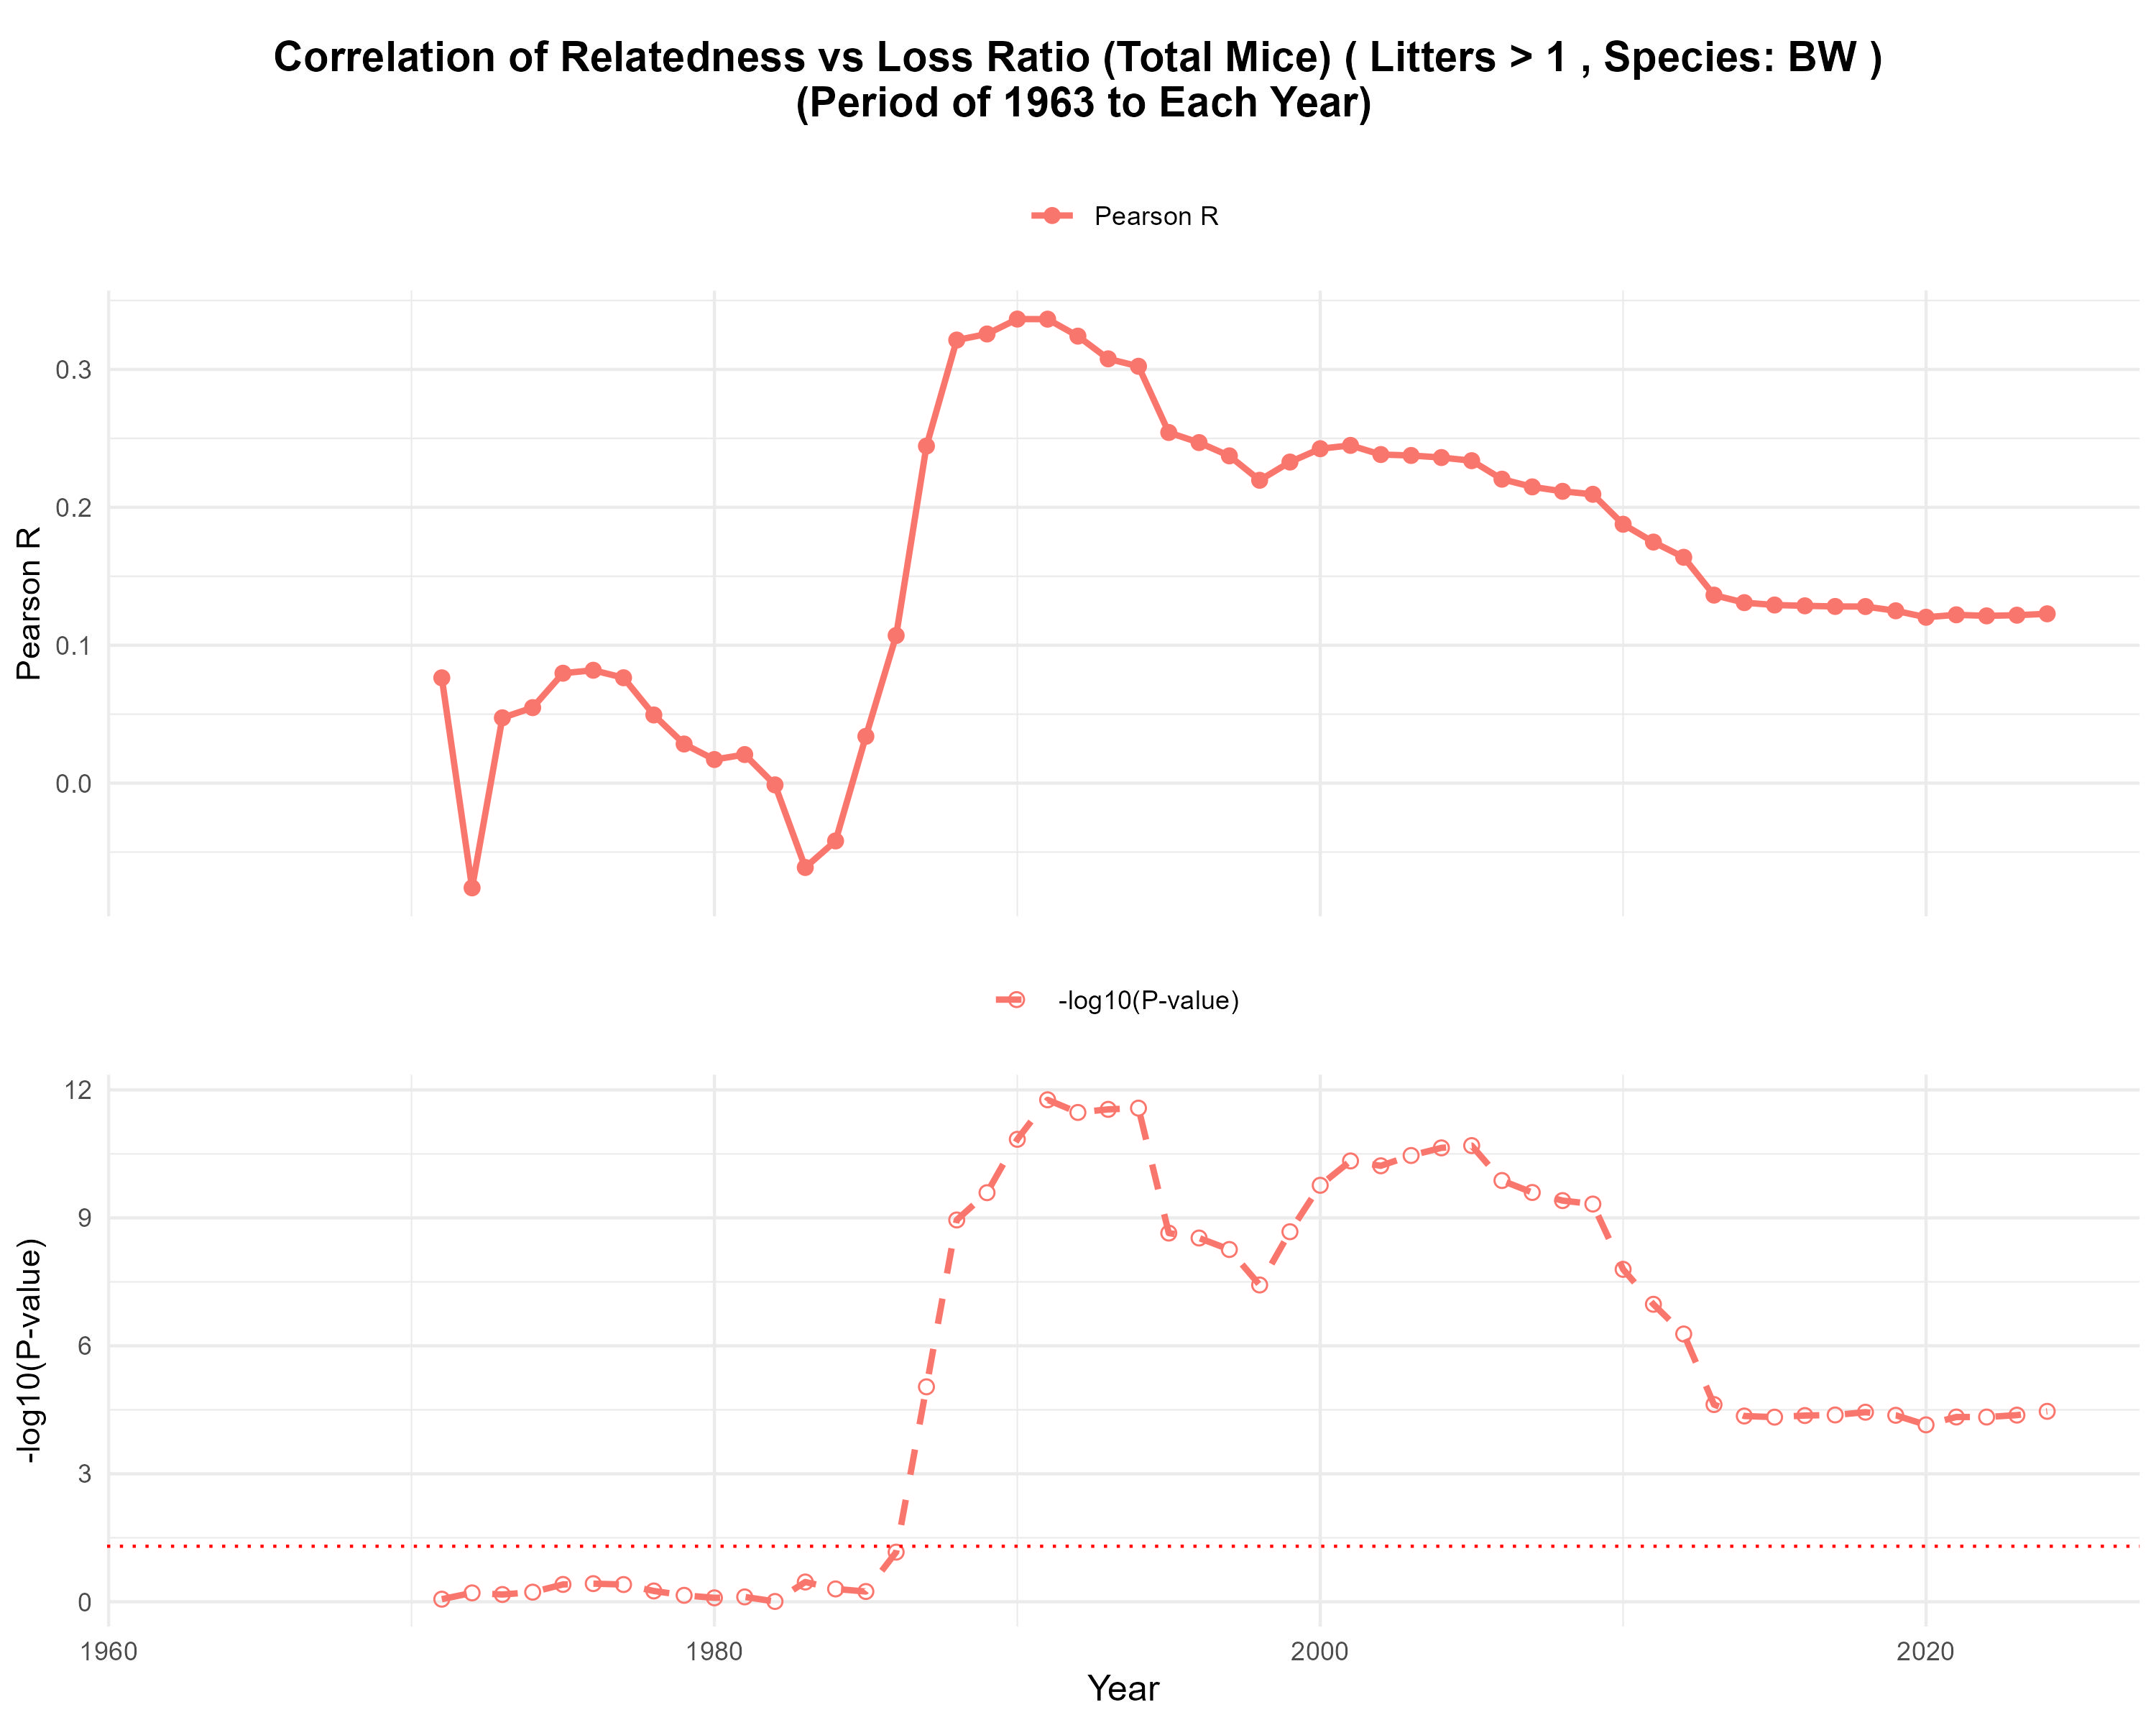 Correlation of Relatedness vs Loss Ratio (Total Mice) ( Litters > 1 , Species: BW )
(Period of 1963 to Each Year)
Pearson R
Pearson R
0.3
0.2
0.1
0.0
-log10(P-value)
-log10(P-value)
12
9
6
3
0
1960
1980
2000
2020
Year